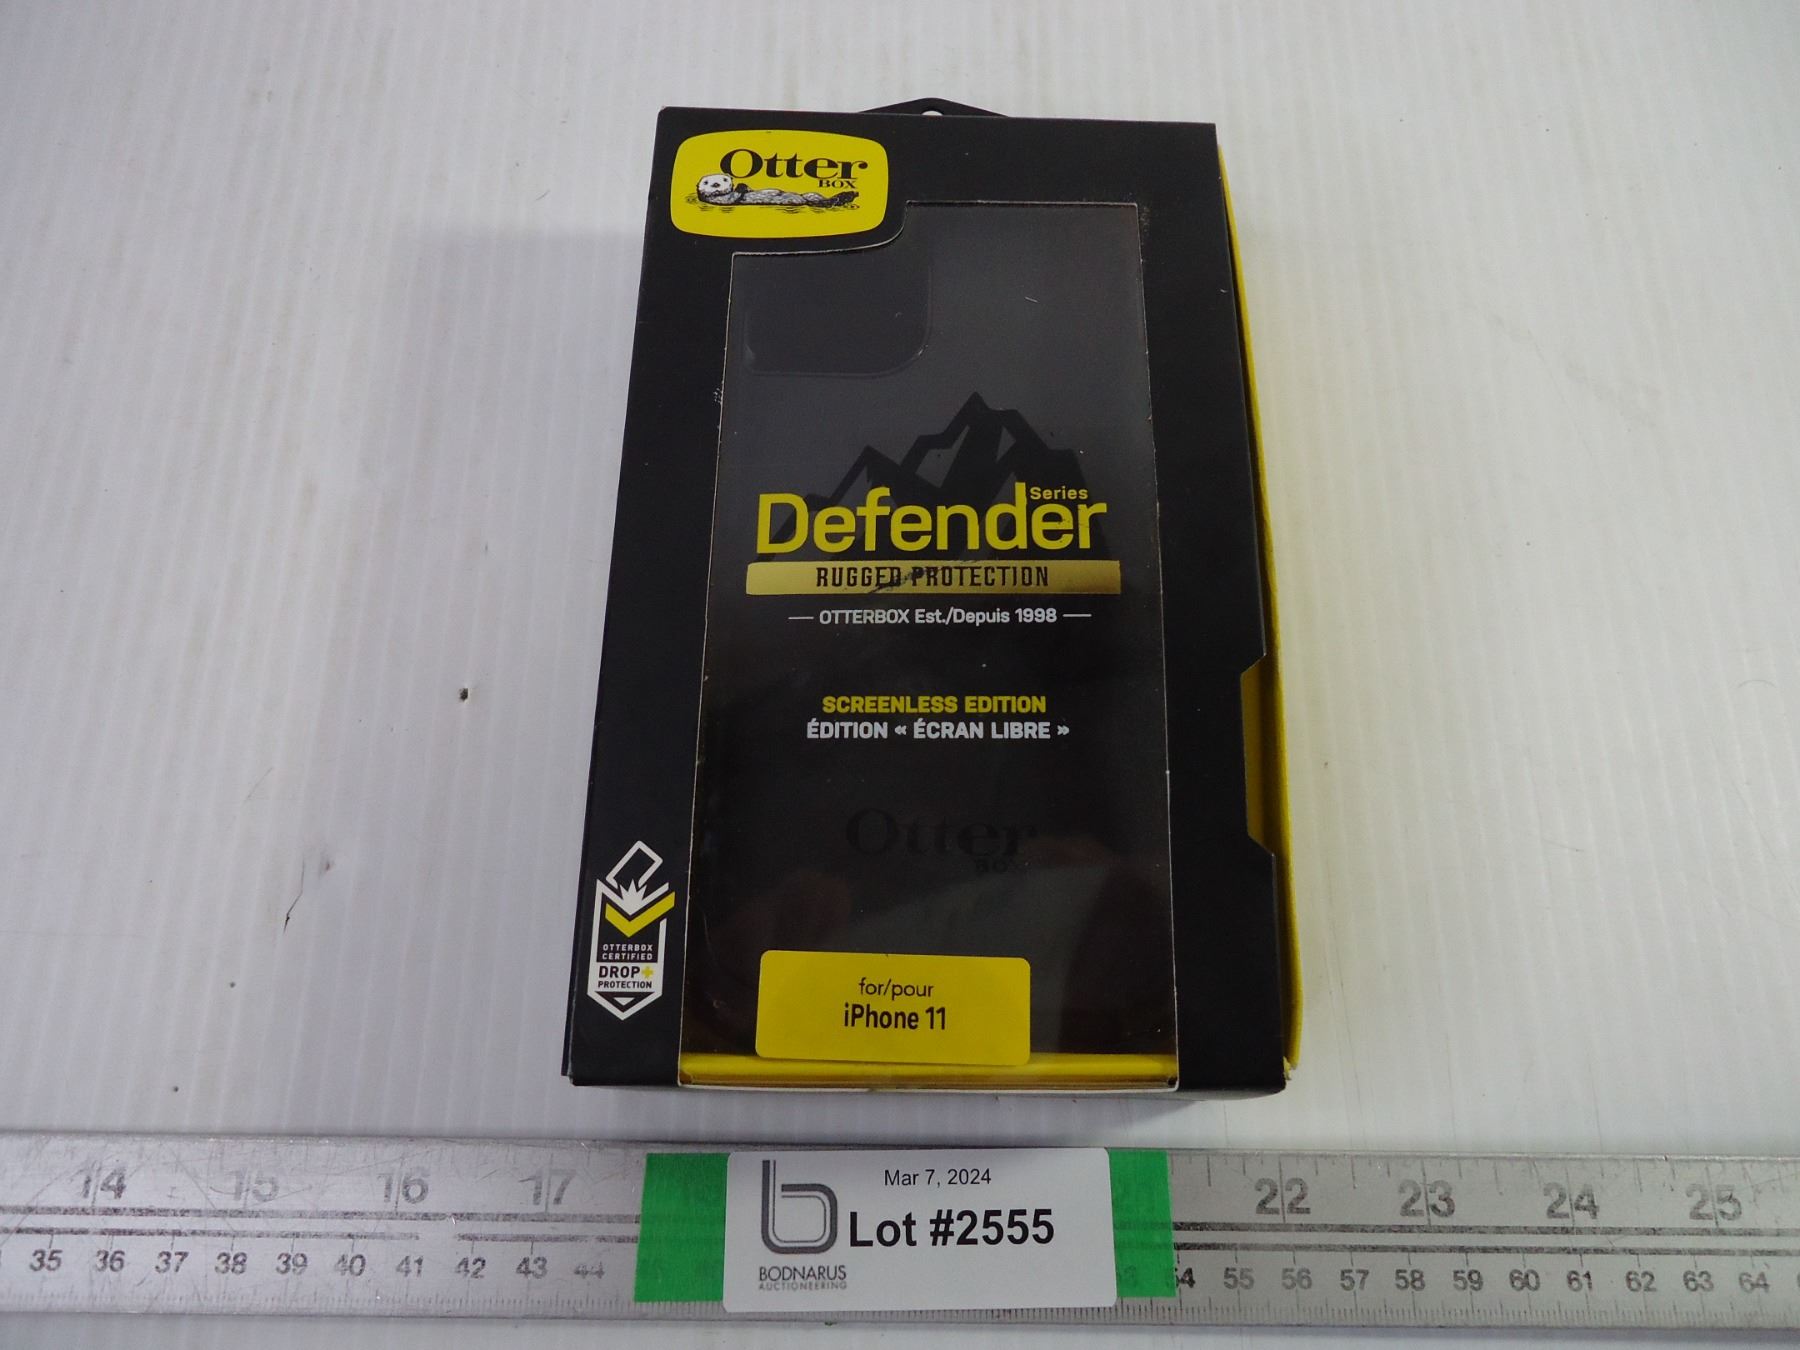 Otter
BOX
Series
Defender
RUGGED PROTECTION
OTTERBOX Est./Depuis 1998
SCREENLESS EDITION
ÉDITION « ÉCRAN LIBRE »
Otter
BOX
OTTERBOX
CERTIFIED
DROP+
PROTECTION
for/pour
iPhone 11
14 15 16 17 22 23 24 25
Mar 7, 2024
b Lot #2555
BODNARUS
AUCTIONEERING
35 36 37 38 39 40 41 42 43 44 54 55 56 57 58 59 60 61 62 63 64